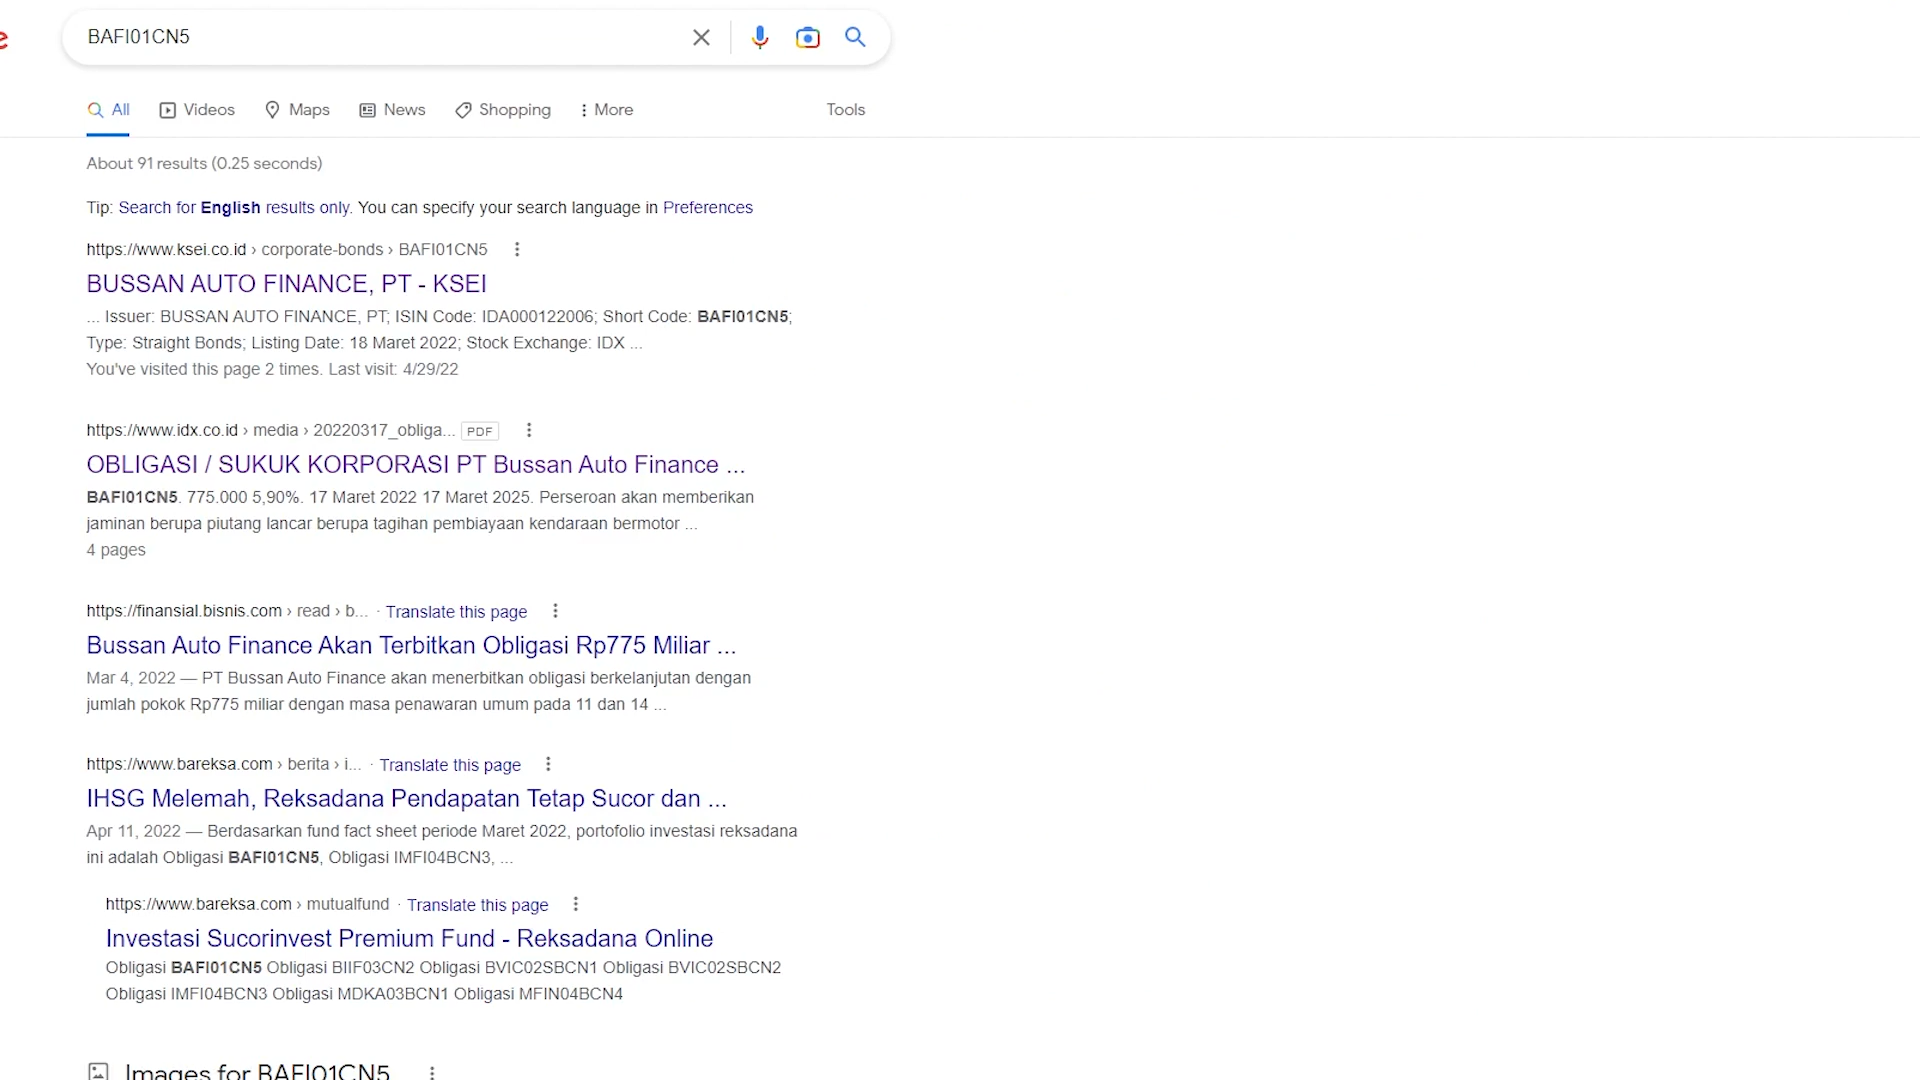 BAFI01CN5
All Videos Maps News Shopping More Tools
About 91 results (0.25 seconds)
Tip: Search for English results only. You can specify your search language in Preferences
https://www.ksei.co.id › corporate-bonds › BAFI01CN5
BUSSAN AUTO FINANCE, PT - KSEI
... Issuer: BUSSAN AUTO FINANCE, PT; ISIN Code: IDA000122006; Short Code: BAFI01CN5;
Type: Straight Bonds; Listing Date: 18 Maret 2022; Stock Exchange: IDX ...
You've visited this page 2 times. Last visit: 4/29/22
https://www.idx.co.id › media › 20220317_obliga... PDF
OBLIGASI / SUKUK KORPORASI PT Bussan Auto Finance ...
BAFI01CN5. 775.000 5,90%. 17 Maret 2022 17 Maret 2025. Perseroan akan memberikan
jaminan berupa piutang lancar berupa tagihan pembiayaan kendaraan bermotor ...
4 pages
https://finansial.bisnis.com › read › b... · Translate this page
Bussan Auto Finance Akan Terbitkan Obligasi Rp775 Miliar ...
Mar 4, 2022 — PT Bussan Auto Finance akan menerbitkan obligasi berkelanjutan dengan
jumlah pokok Rp775 miliar dengan masa penawaran umum pada 11 dan 14 ...
https://www.bareksa.com › berita › i... · Translate this page
IHSG Melemah, Reksadana Pendapatan Tetap Sucor dan ...
Apr 11, 2022 — Berdasarkan fund fact sheet periode Maret 2022, portofolio investasi reksadana
ini adalah Obligasi BAFI01CN5, Obligasi IMFI04BCN3, ...
https://www.bareksa.com › mutualfund · Translate this page
Investasi Sucorinvest Premium Fund - Reksadana Online
Obligasi BAFI01CN5 Obligasi BIIF03CN2 Obligasi BVIC02SBCN1 Obligasi BVIC02SBCN2
Obligasi IMFI04BCN3 Obligasi MDKA03BCN1 Obligasi MFIN04BCN4
Images for BAFI01CN5